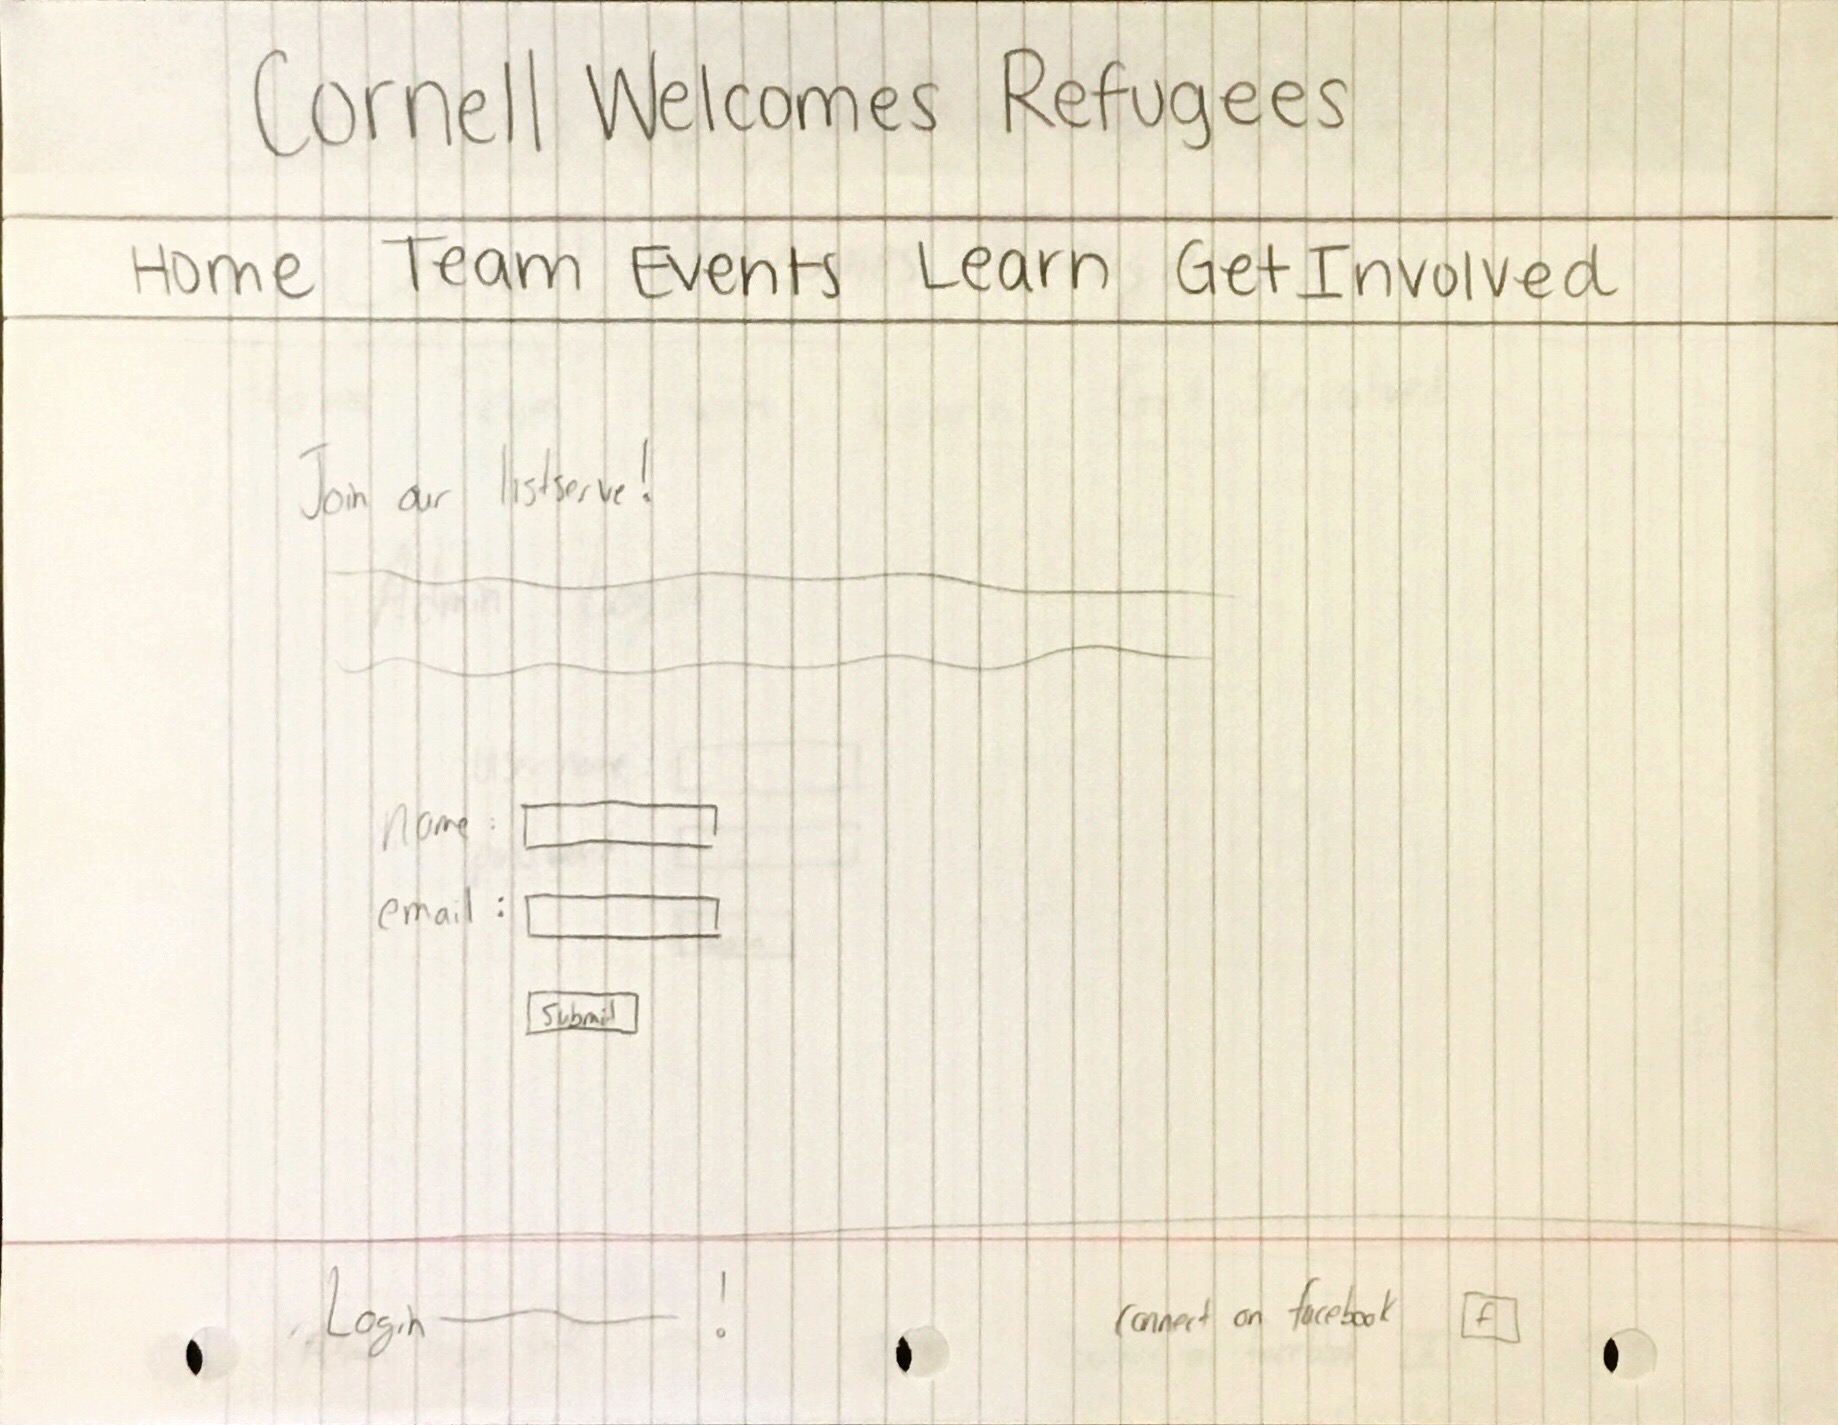 Cornell Welcomes Refugees
Home Team Events Learn Get Involved
Join our listserve!
name :
email :
Submit
Login !
connect on facebook f